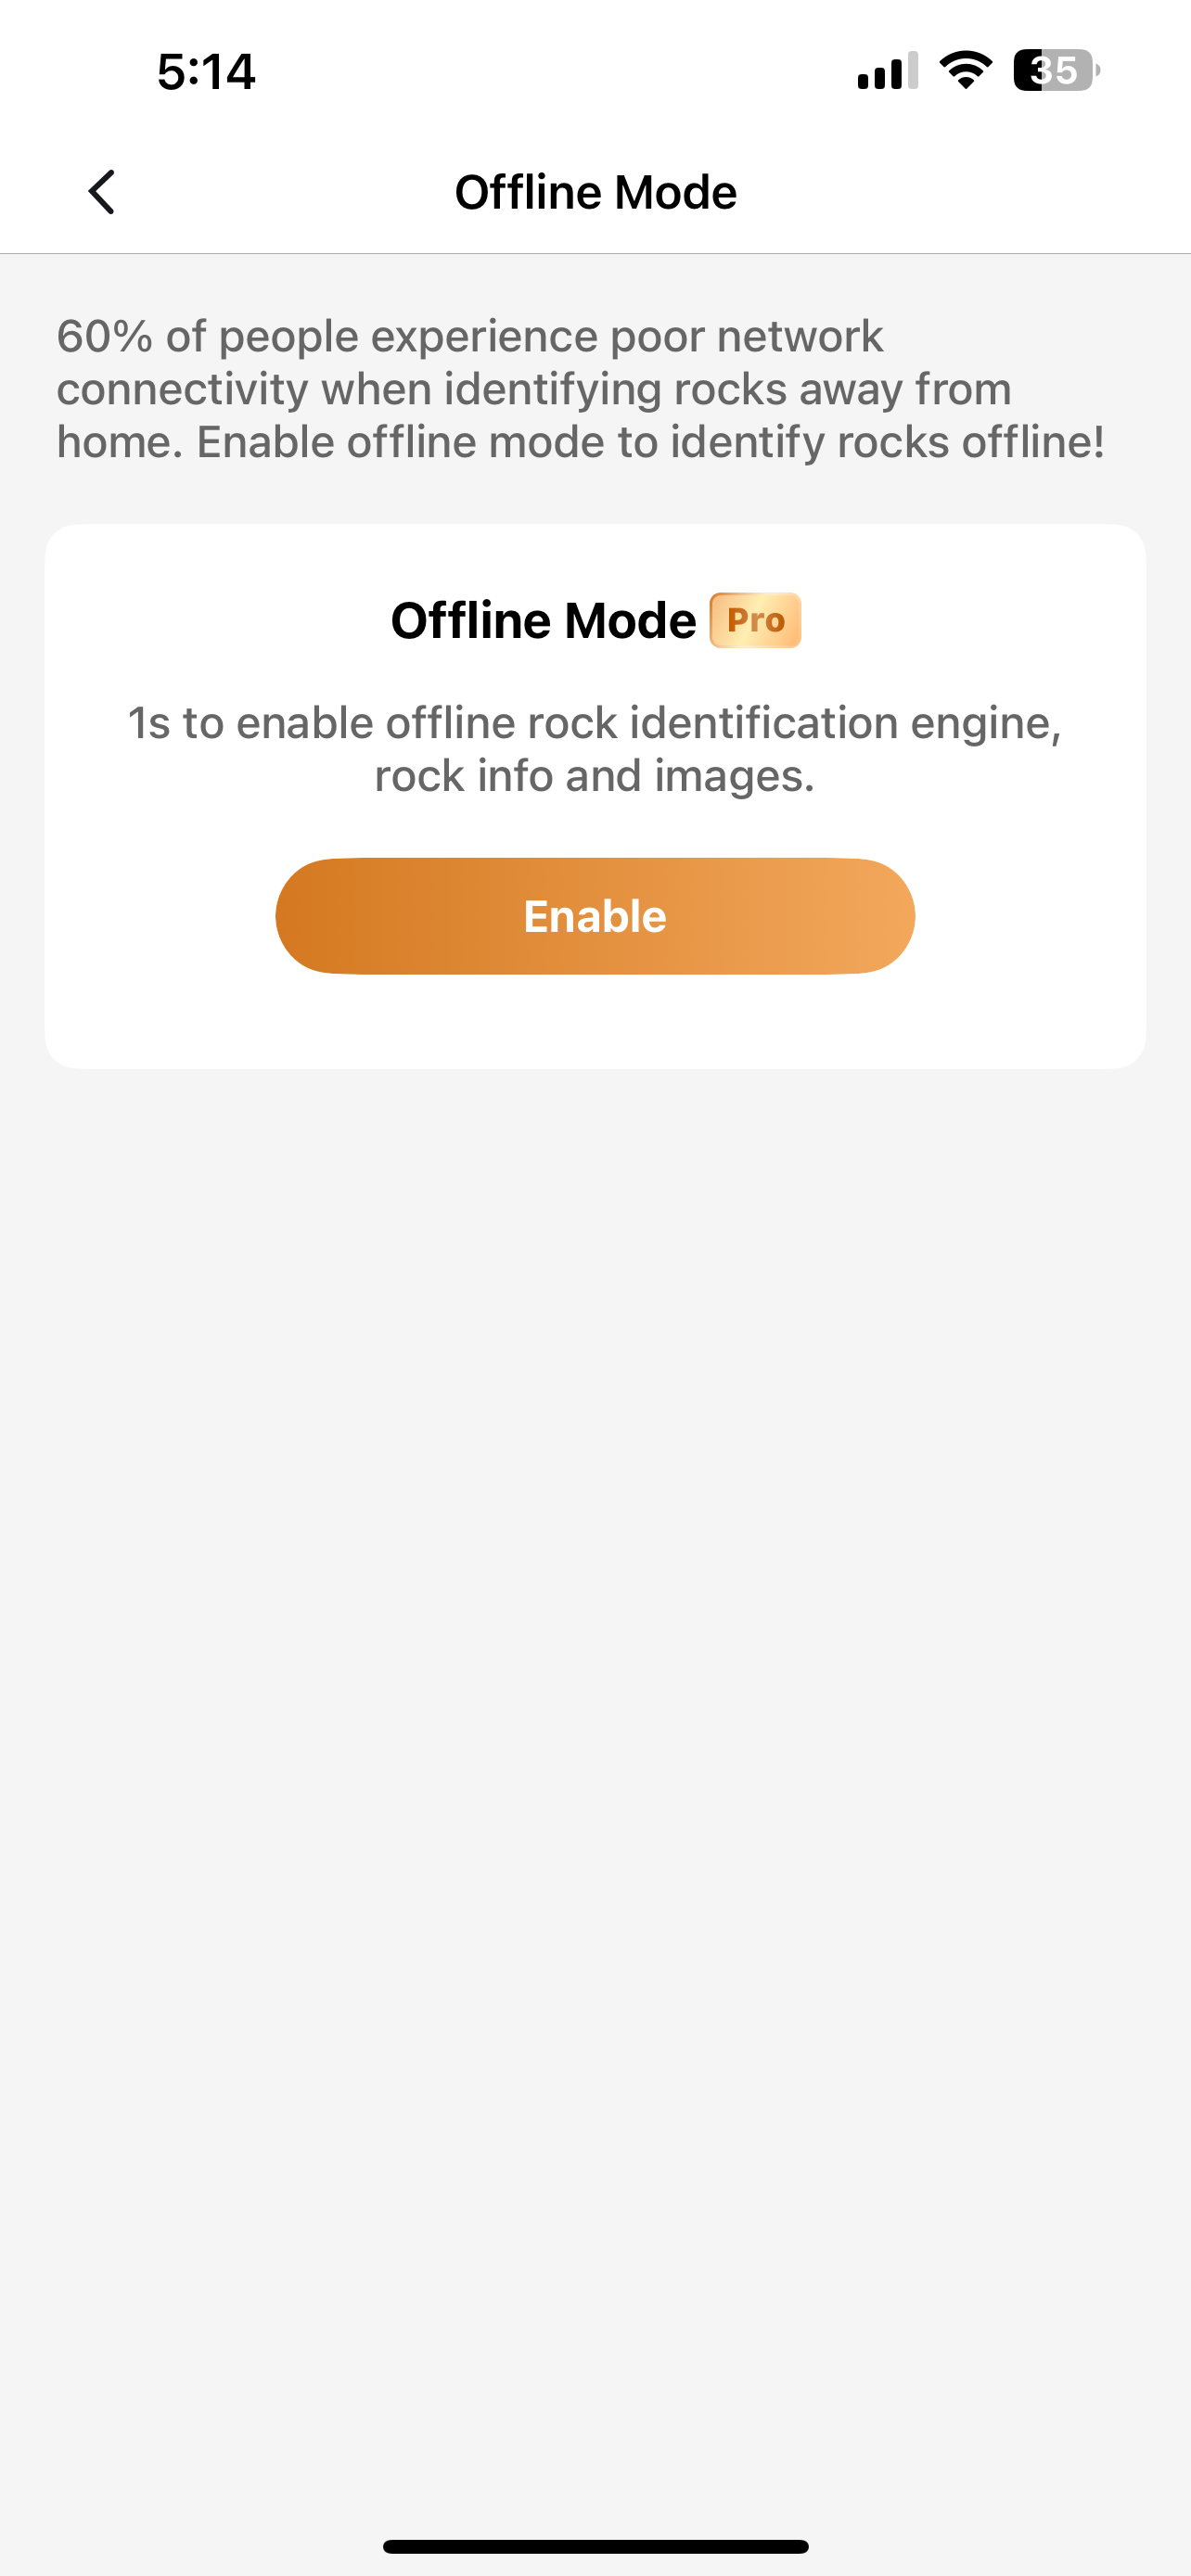 5:14
35
Offline Mode
60% of people experience poor network
connectivity when identifying rocks away from
home. Enable offline mode to identify rocks offline!
Offline Mode Pro
1s to enable offline rock identification engine,
rock info and images.
Enable